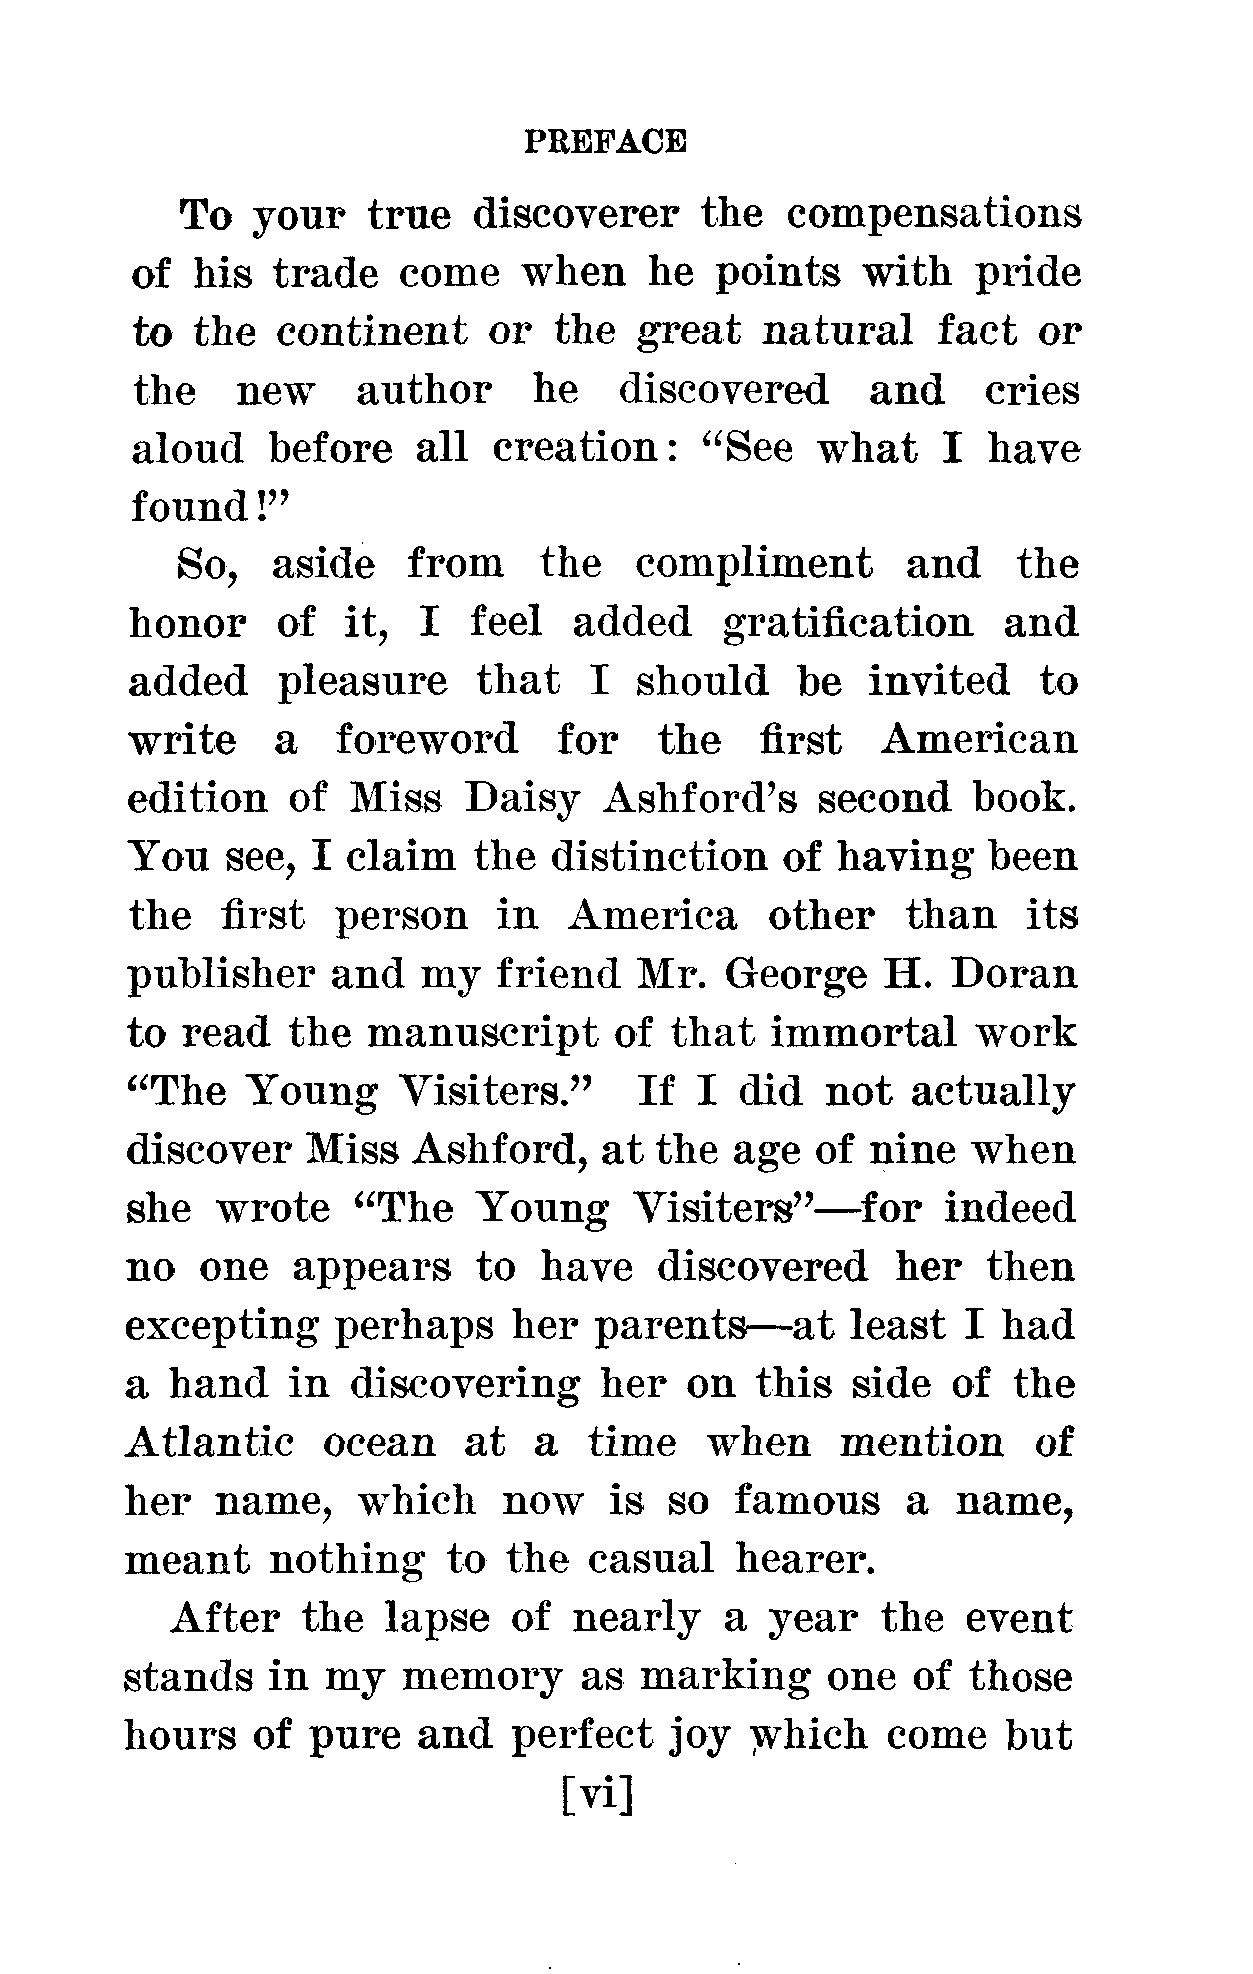 PREFACE
To your true discoverer the compensations
of his trade come when he points with pride
to the continent or the great natural fact or
the new author he discovered and cries
aloud before all creation: "See what I have
found!"
So, aside from the compliment and the
honor of it, I feel added gratification and
added pleasure that I should be invited to
write a foreword for the first American
edition of Miss Daisy Ashford's second book.
You see, I claim the distinction of having been
the first person in America other than its
publisher and my friend Mr. George H. Doran
to read the manuscript of that immortal work
"The Young Visiters." If I did not actually
discover Miss Ashford, at the age of nine when
she wrote "The Young Visiters"—for indeed
no one appears to have discovered her then
excepting perhaps her parents—at least I had
a hand in discovering her on this side of the
Atlantic ocean at a time when mention of
her name, which now is so famous a name,
meant nothing to the casual hearer.
After the lapse of nearly a year the event
stands in my memory as marking one of those
hours of pure and perfect joy which come but
[vi]